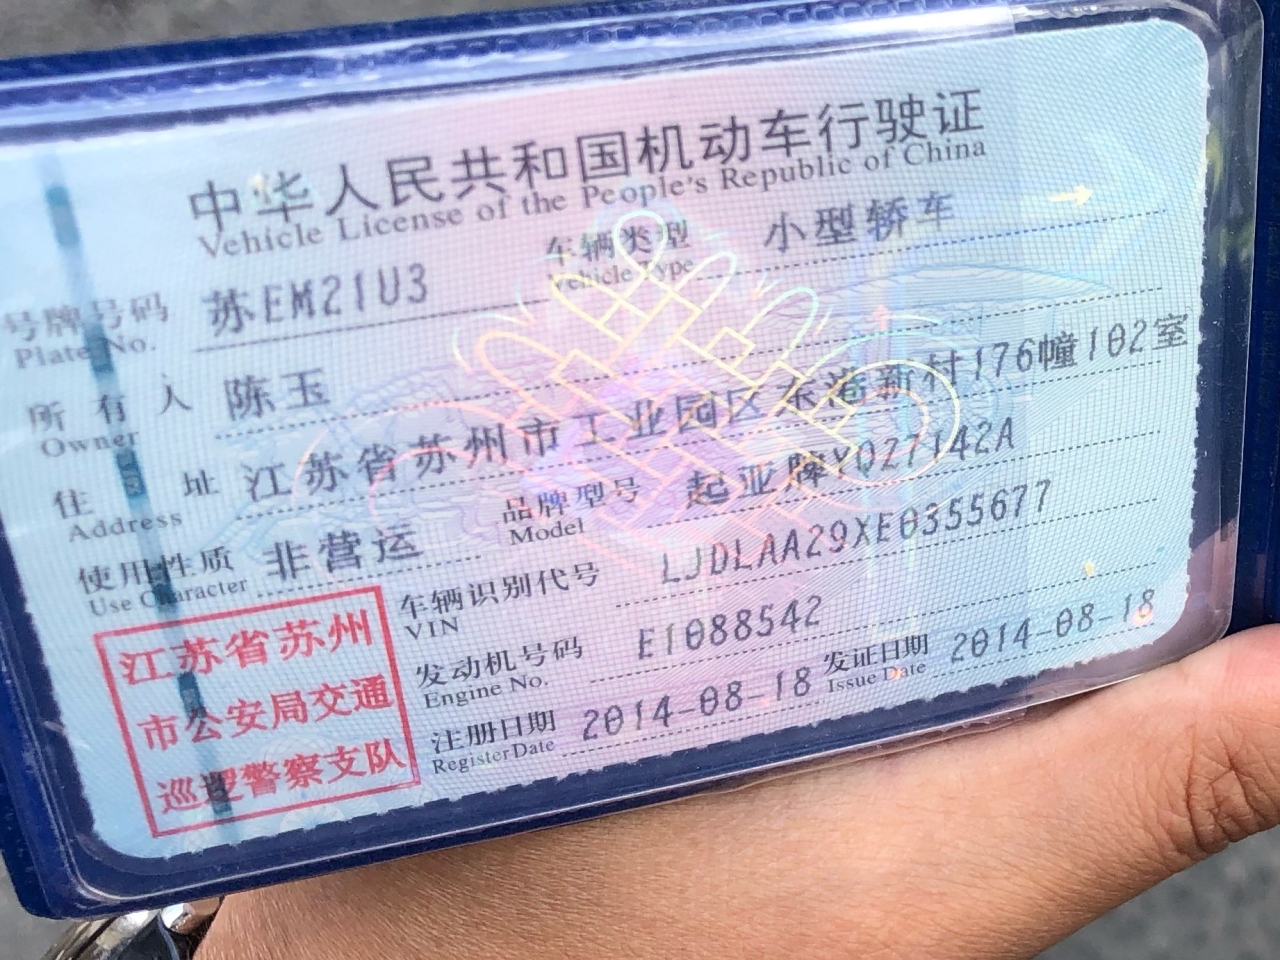 中华人民共和国机动车行驶证
Vehicle License of the People's Republic of China
号牌号码 苏EM21U3 车辆类型 小型轿车
Plate No. Vehicle Type
所有人 陈玉
Owner
住址 江苏省苏州市工业园区东港新村176幢102室
Address
使用性质 非营运 品牌型号 起亚牌YQZ7142A
Use Character Model
江苏省苏州
市公安局交通
巡逻警察支队
车辆识别代号 LJDLAA29XE0355677
VIN
发动机号码 E1088542
Engine No.
注册日期 2014-08-18 发证日期 2014-08-18
Register Date Issue Date